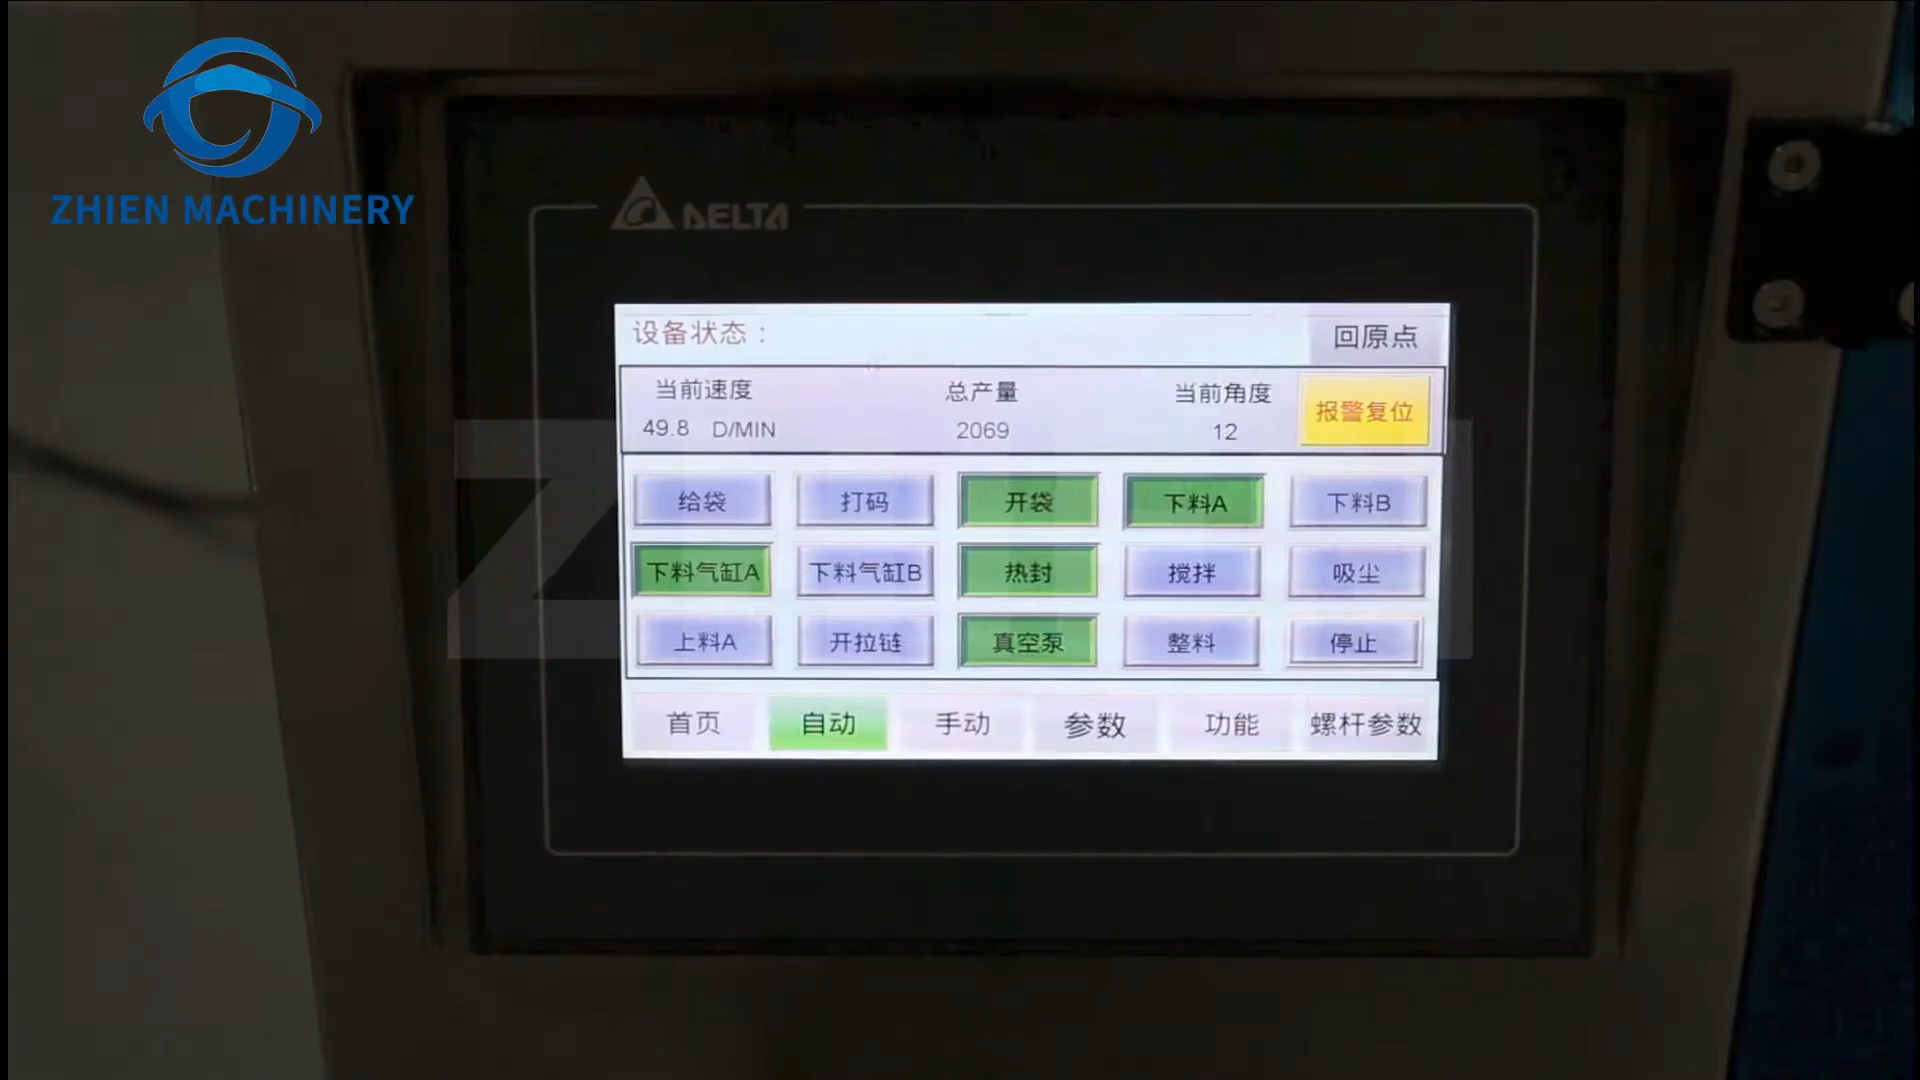 ZHIEN MACHINERY
DELTA
设备状态：
回原点
当前速度
总产量
当前角度
报警复位
49.8 D/MIN
2069
12
给袋
打码
开袋
下料A
下料B
下料气缸A
下料气缸B
热封
搅拌
吸尘
上料A
开拉链
真空泵
整料
停止
首页
自动
手动
参数
功能
螺杆参数